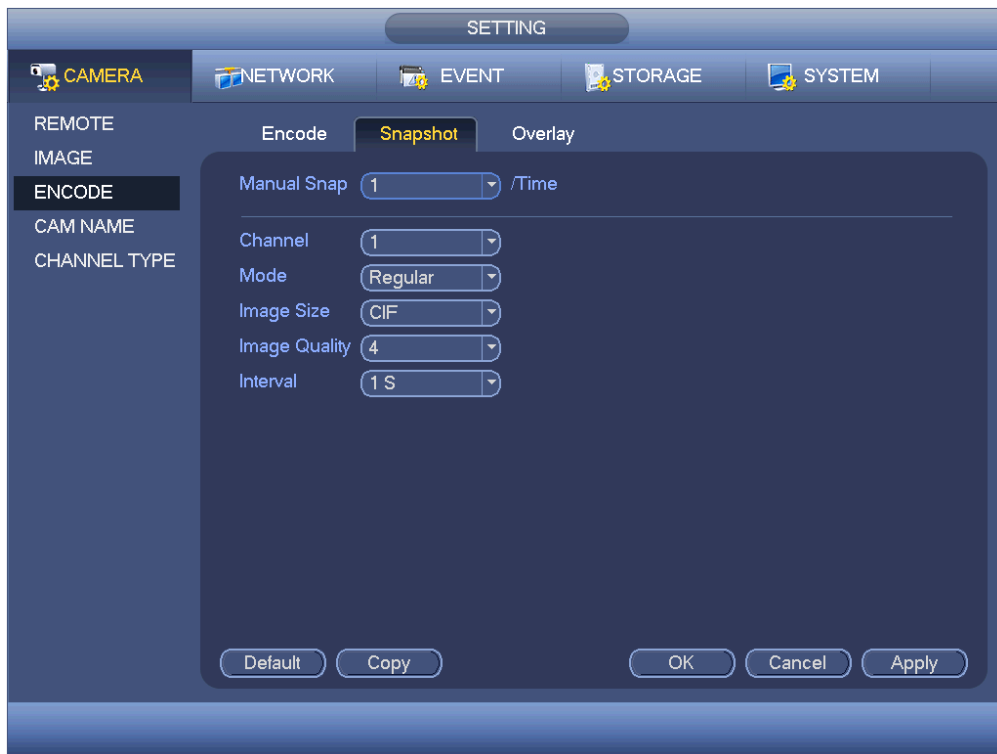 SETTING
CAMERA NETWORK EVENT STORAGE SYSTEM
REMOTE
IMAGE
ENCODE
CAM NAME
CHANNEL TYPE
Encode Snapshot Overlay
Manual Snap 1 /Time
Channel 1
Mode Regular
Image Size CIF
Image Quality 4
Interval 1 S
Default Copy OK Cancel Apply